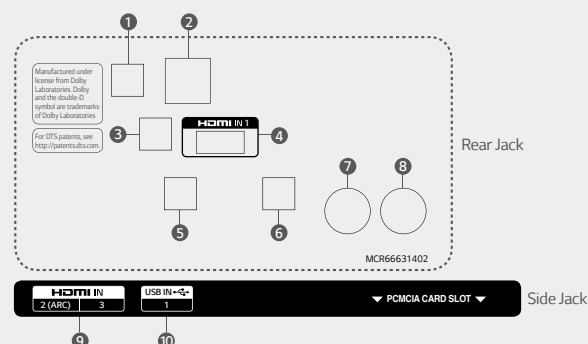 1
2
Manufactured under
license from Dolby
Laboratories. Dolby
and the double-D
symbol are trademarks
of Dolby Laboratories
For DTS patents, see
http://patents.dts.com.
3
HDMI IN 1
4
Rear Jack
7
8
5
6
MCR66631402
HDMI IN
2 (ARC) 3
USB IN
1
PCMCIA CARD SLOT
Side Jack
9
10